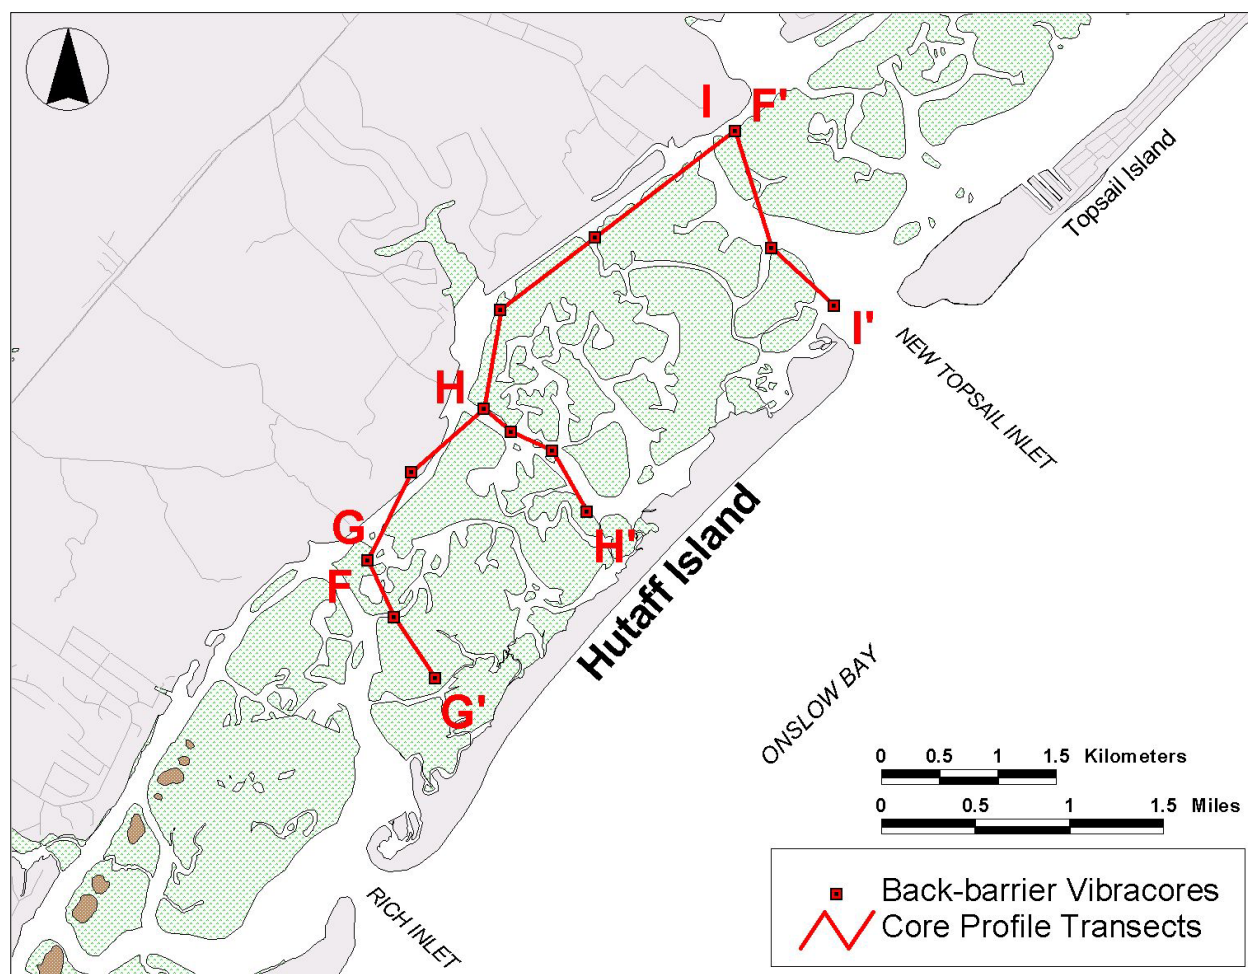 I F'
Topsail Island
I'
NEW TOPSAIL INLET
H
H'
G
F
G'
Hutaff Island
ONSLOW BAY
RICH INLET
0 0.5 1 1.5 Kilometers
0 0.5 1 1.5 Miles
Back-barrier Vibracores
Core Profile Transects